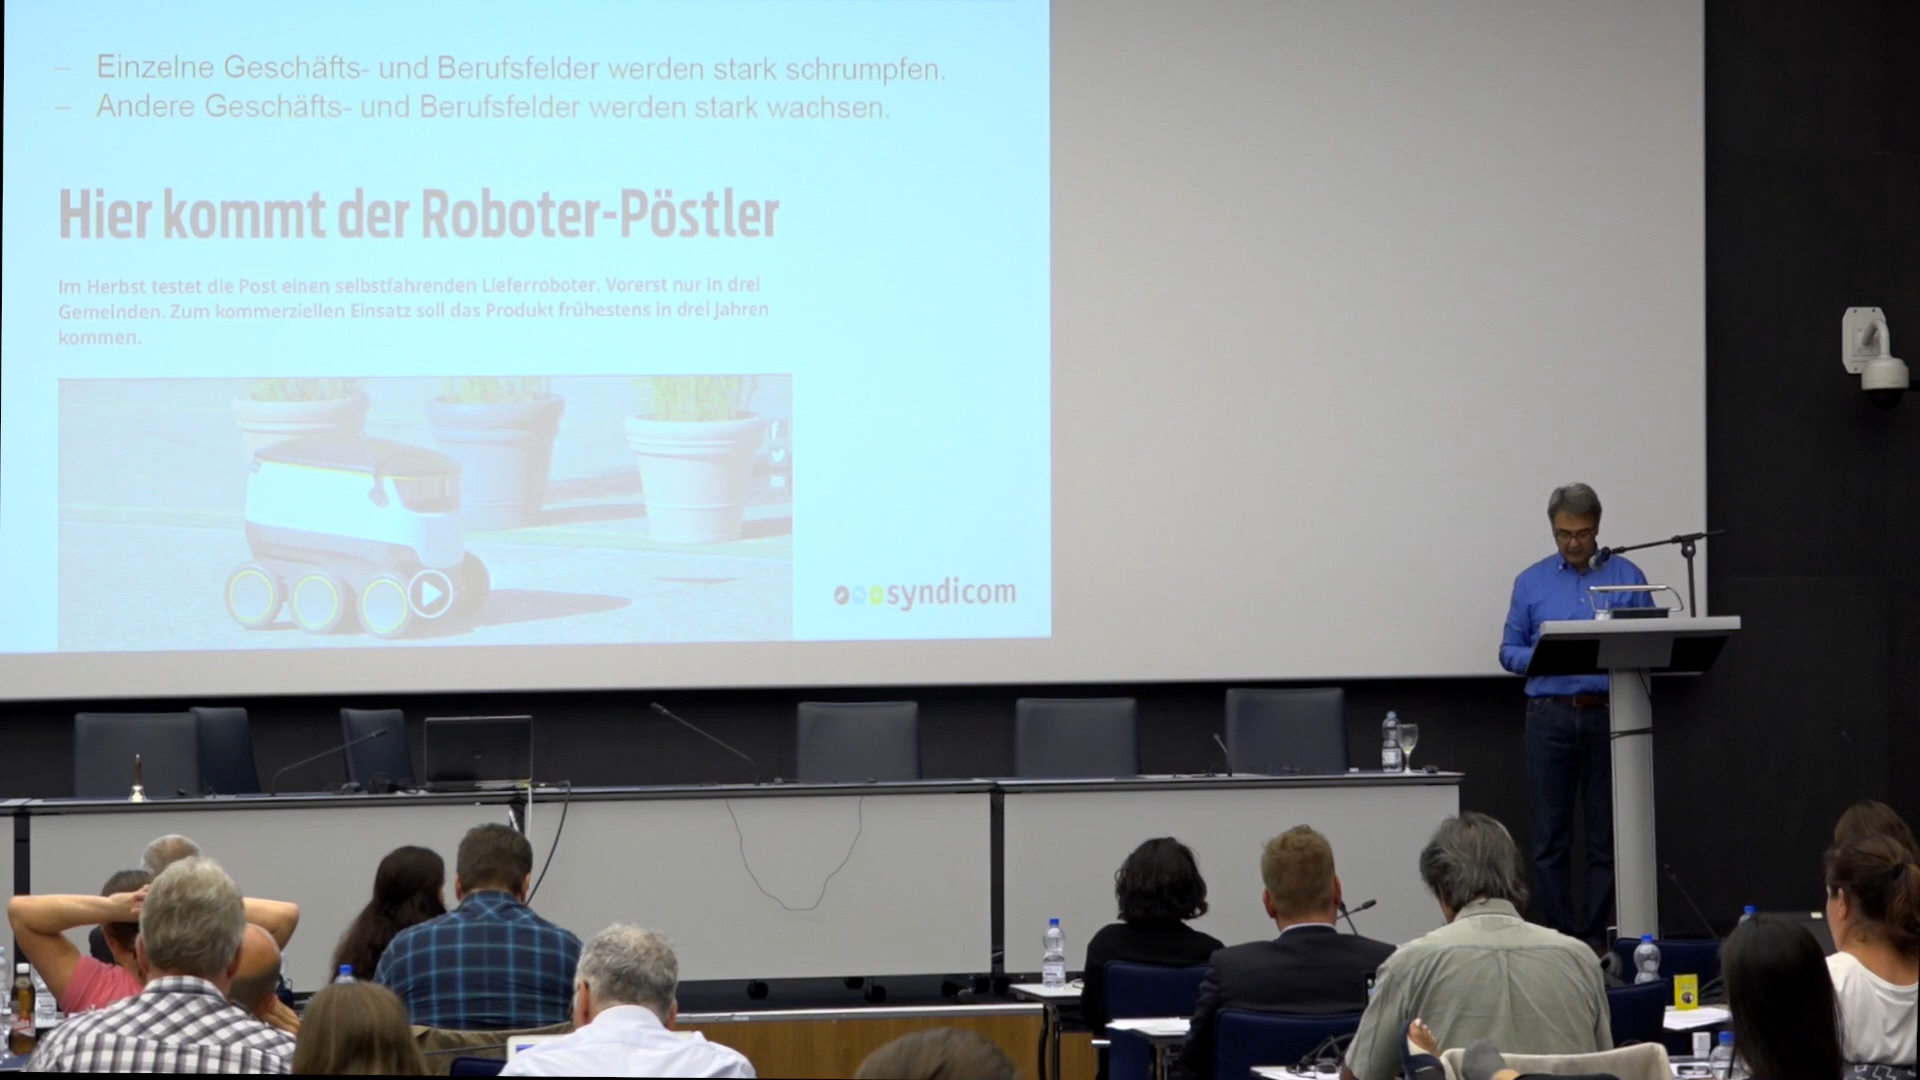 – Einzelne Geschäfts- und Berufsfelder werden stark schrumpfen.
– Andere Geschäfts- und Berufsfelder werden stark wachsen.
Hier kommt der Roboter-Pöstler
Im Herbst testet die Post einen selbstfahrenden Lieferroboter. Vorerst nur in drei
Gemeinden. Zum kommerziellen Einsatz soll das Produkt frühestens in drei Jahren
kommen.
syndicom